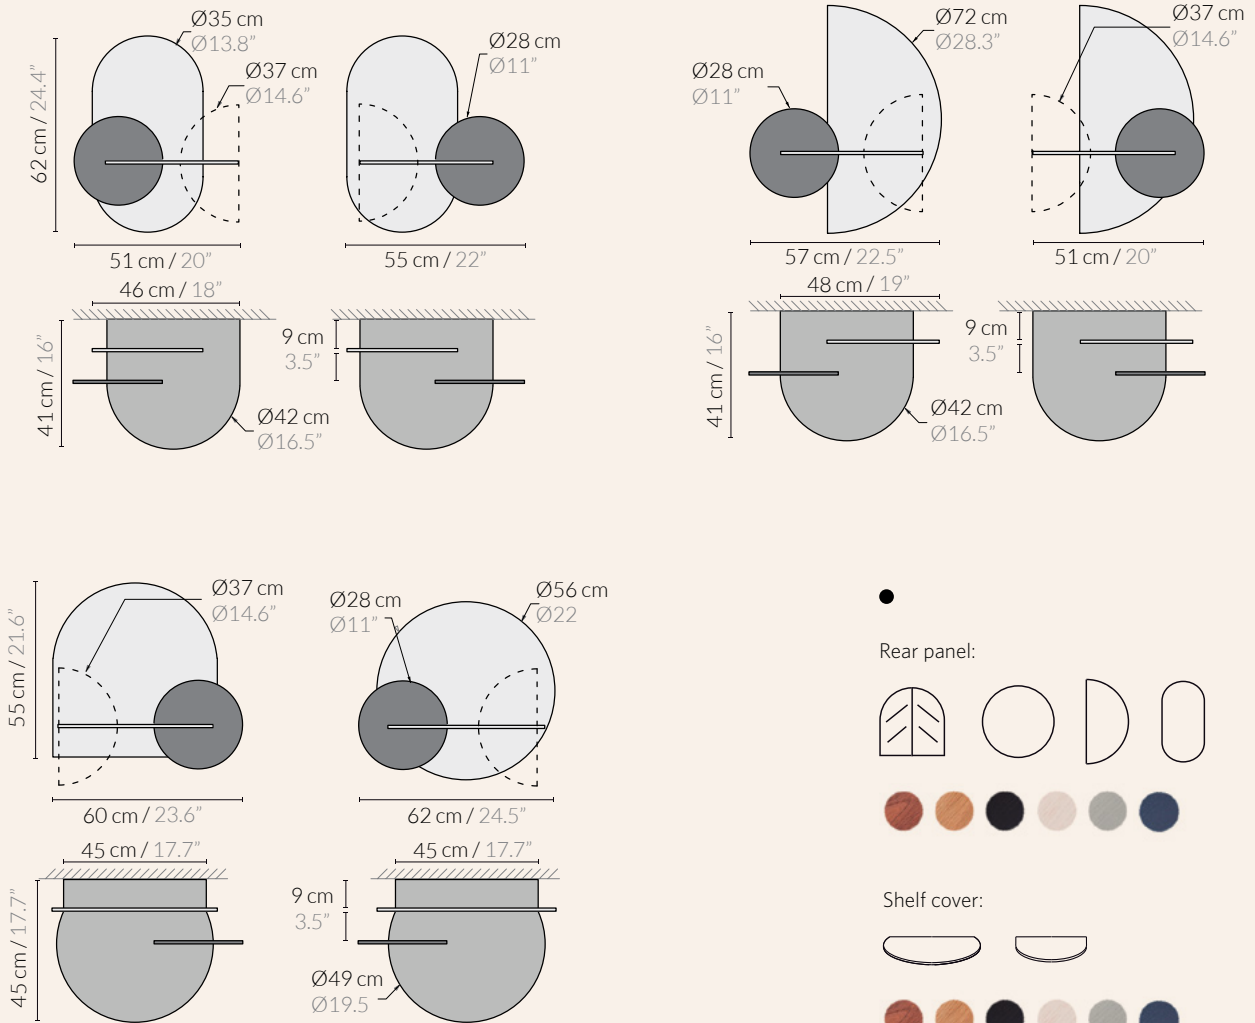 Ø35 cm
Ø13.8”
Ø37 cm
Ø14.6”
62 cm / 24.4”
51 cm / 20”
Ø28 cm
Ø11”
55 cm / 22”
46 cm / 18”
41 cm / 16”
Ø42 cm
Ø16.5”
9 cm
3.5”
Ø72 cm
Ø28.3”
Ø28 cm
Ø11”
57 cm / 22.5”
Ø37 cm
Ø14.6”
51 cm / 20”
48 cm / 19”
41 cm / 16”
Ø42 cm
Ø16.5”
9 cm
3.5”
Ø37 cm
Ø14.6”
55 cm / 21.6”
60 cm / 23.6”
Ø28 cm
Ø11”
Ø56 cm
Ø22
62 cm / 24.5”
45 cm / 17.7”
45 cm / 17.7”
45 cm / 17.7”
9 cm
3.5”
Ø49 cm
Ø19.5
Rear panel:
Shelf cover: